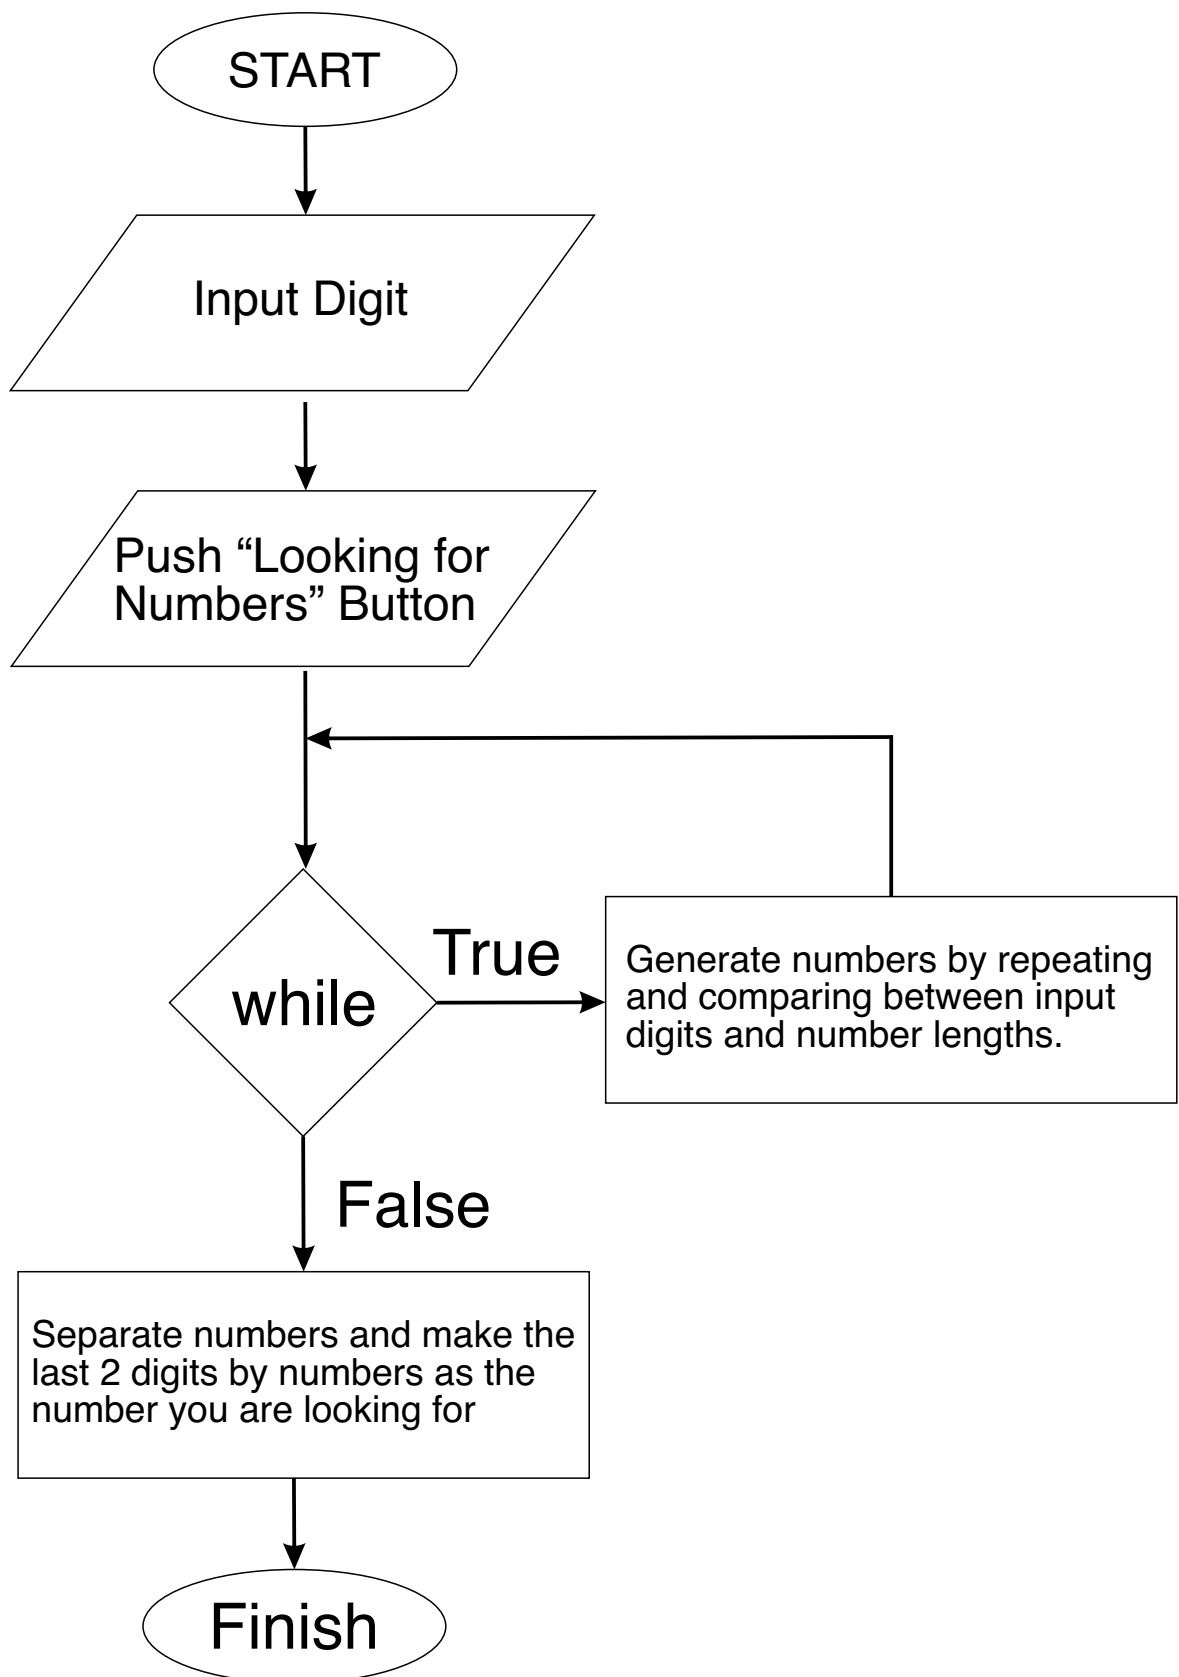 START
Input Digit
Push “Looking for
Numbers” Button
while
True
Generate numbers by repeating
and comparing between input
digits and number lengths.
False
Separate numbers and make the
last 2 digits by numbers as the
number you are looking for
Finish